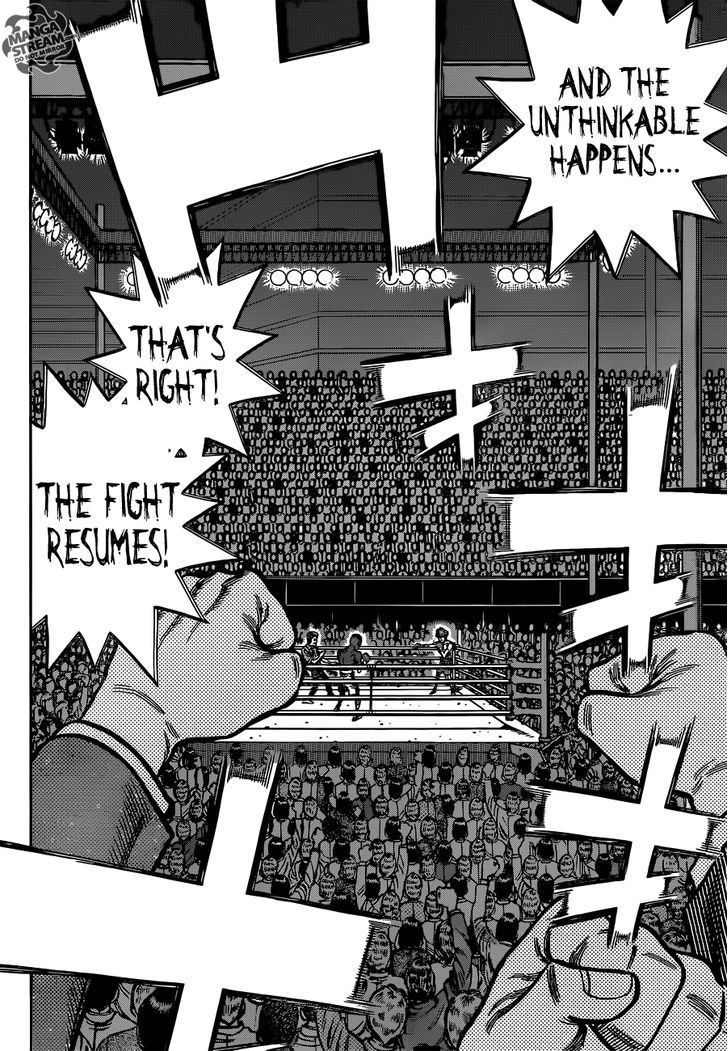 MANGA
STREAM
DO NOT MIRROR
AND THE
UNTHINKABLE
HAPPENS...
THAT'S
RIGHT!
THE FIGHT
RESUMES!